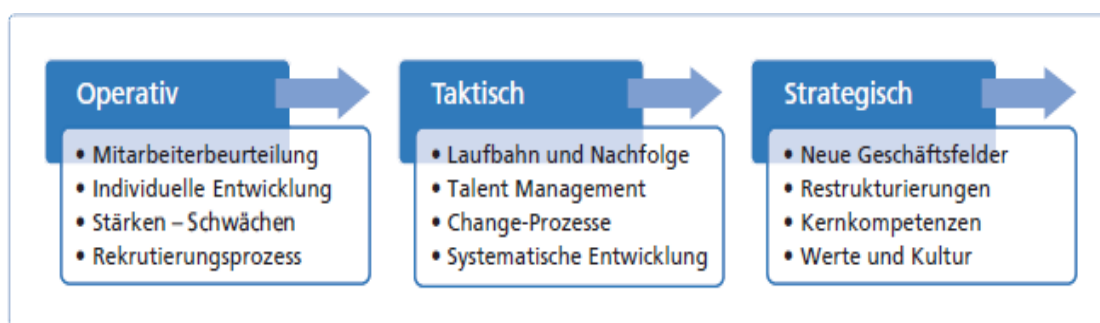 Operativ
• Mitarbeiterbeurteilung
• Individuelle Entwicklung
• Stärken – Schwächen
• Rekrutierungsprozess
Taktisch
• Laufbahn und Nachfolge
• Talent Management
• Change-Prozesse
• Systematische Entwicklung
Strategisch
• Neue Geschäftsfelder
• Restrukturierungen
• Kernkompetenzen
• Werte und Kultur